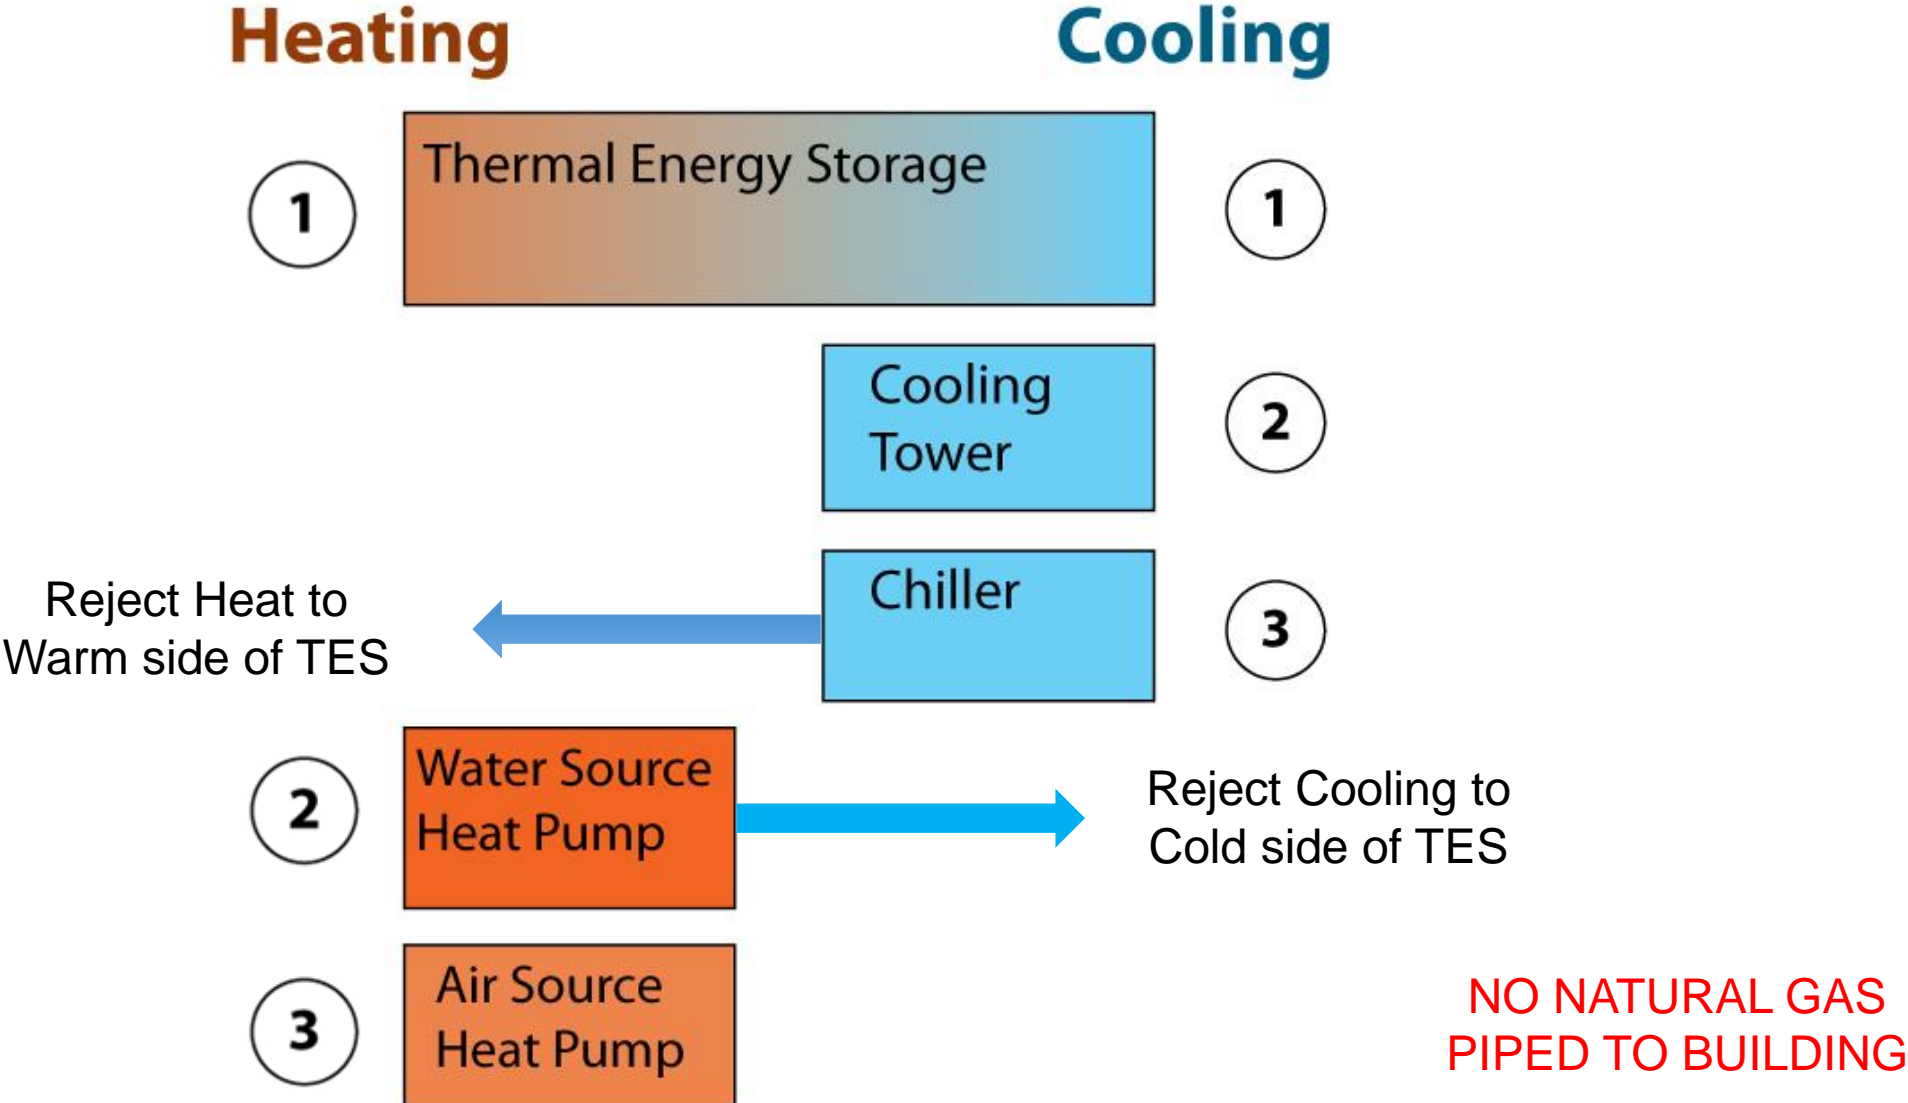 Heating
Cooling
Thermal Energy Storage
1
1
Cooling
Tower
2
Chiller
3
Reject Heat to
Warm side of TES
Water Source
Heat Pump
2
Reject Cooling to
Cold side of TES
Air Source
Heat Pump
3
NO NATURAL GAS
PIPED TO BUILDING